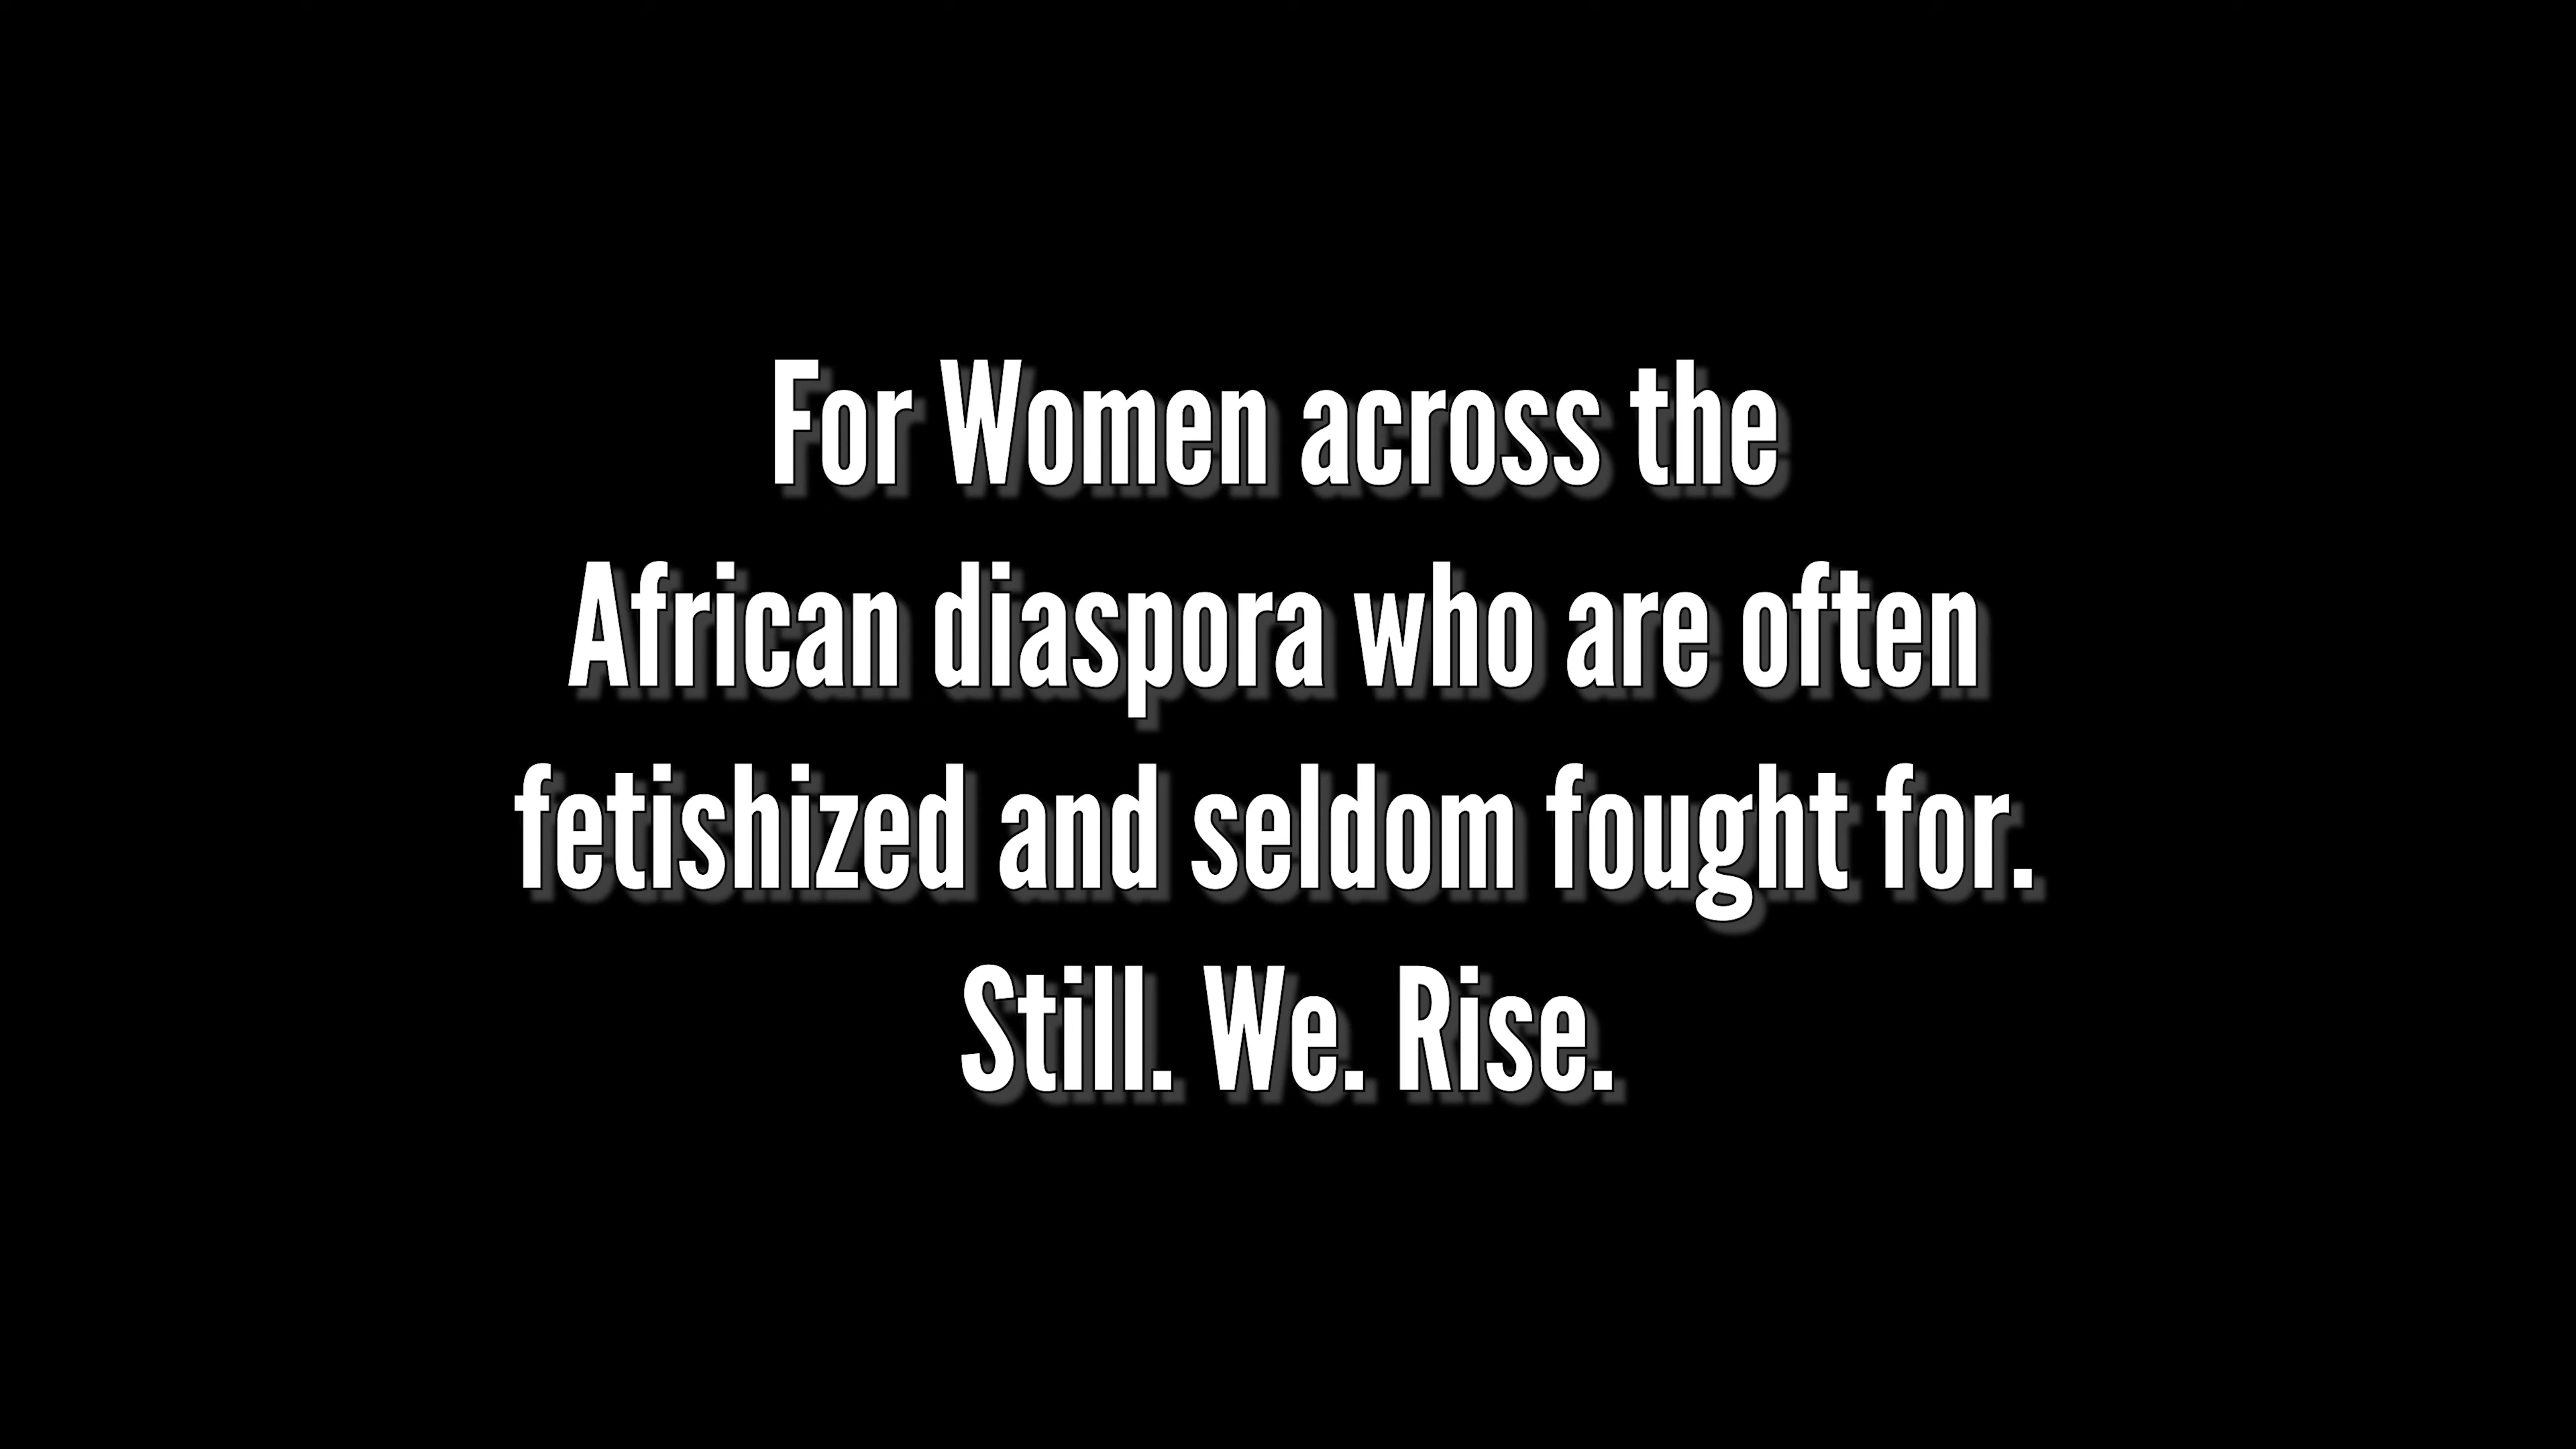 For Women across the
African diaspora who are often
fetishized and seldom fought for.
Still. We. Rise.